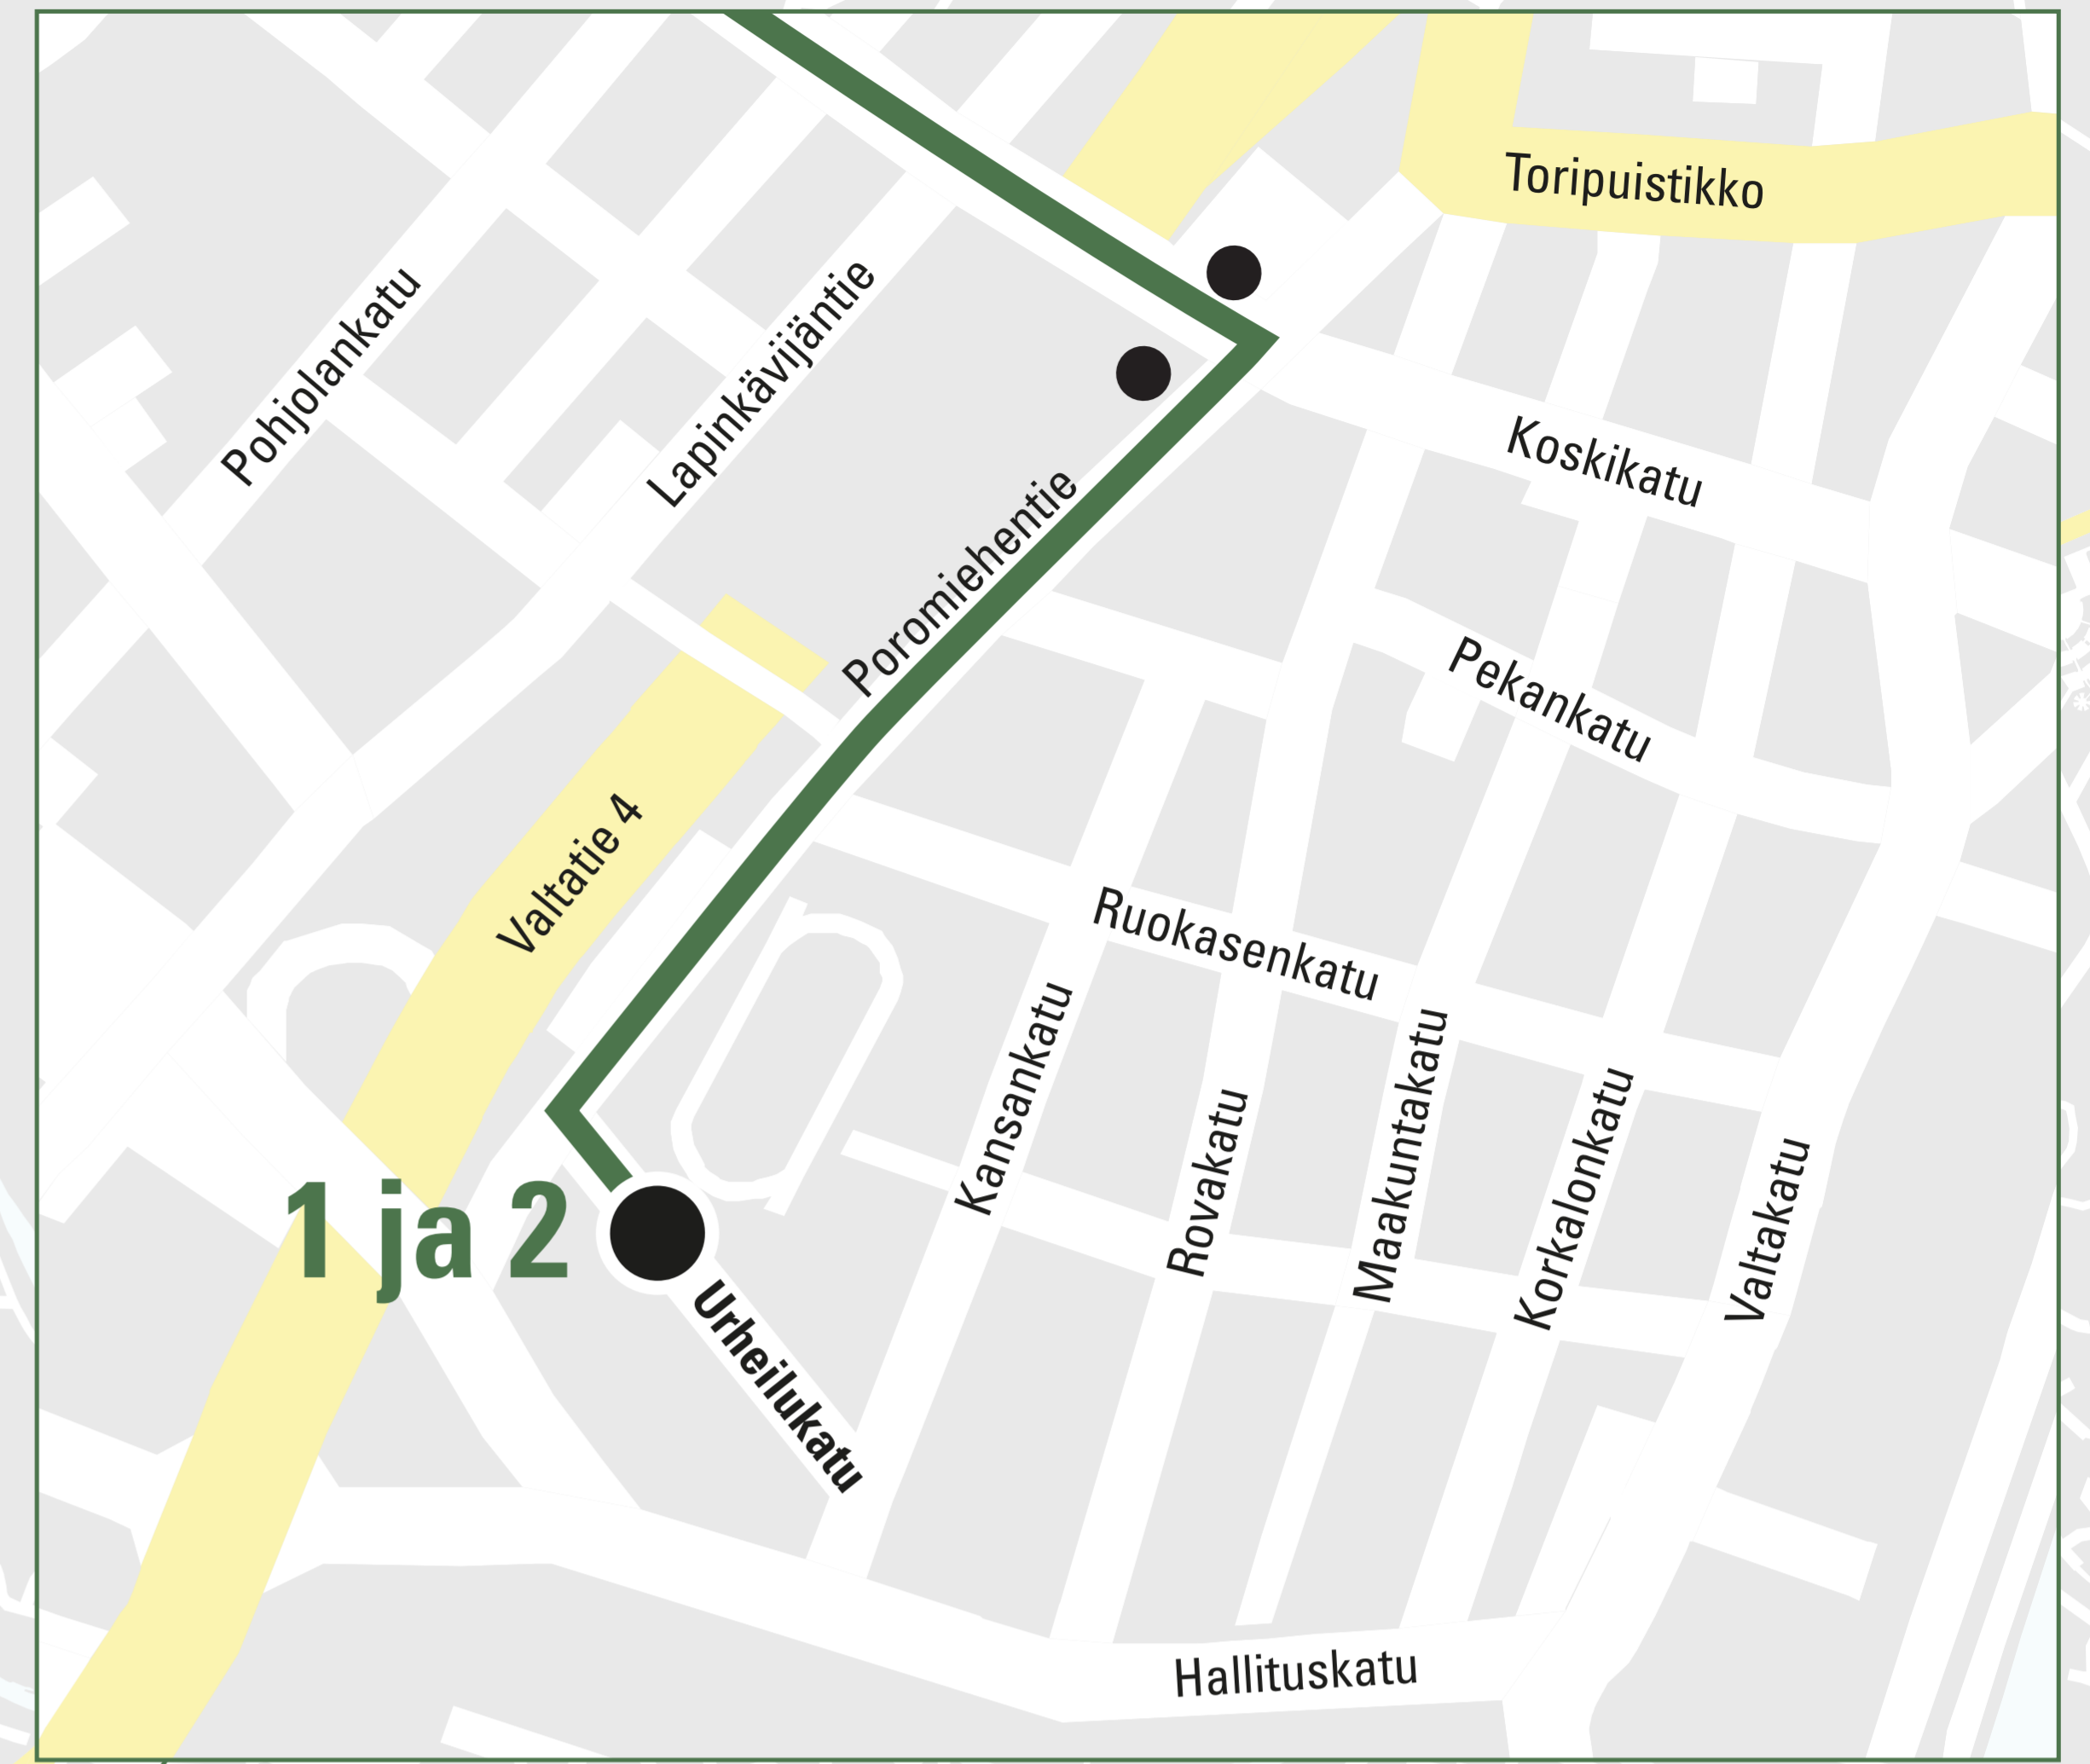 Toripuistikko
Pohjolankatu
Lapinkävijäntie
Koskikatu
Poromiehentie
Pekankatu
Valtatie 4
Ruokasenkatu
Kansankatu
Rovakatu
Maakuntakatu
Korkalonkatu
Valtakatu
1 ja 2
Urheilukatu
Hallituskatu